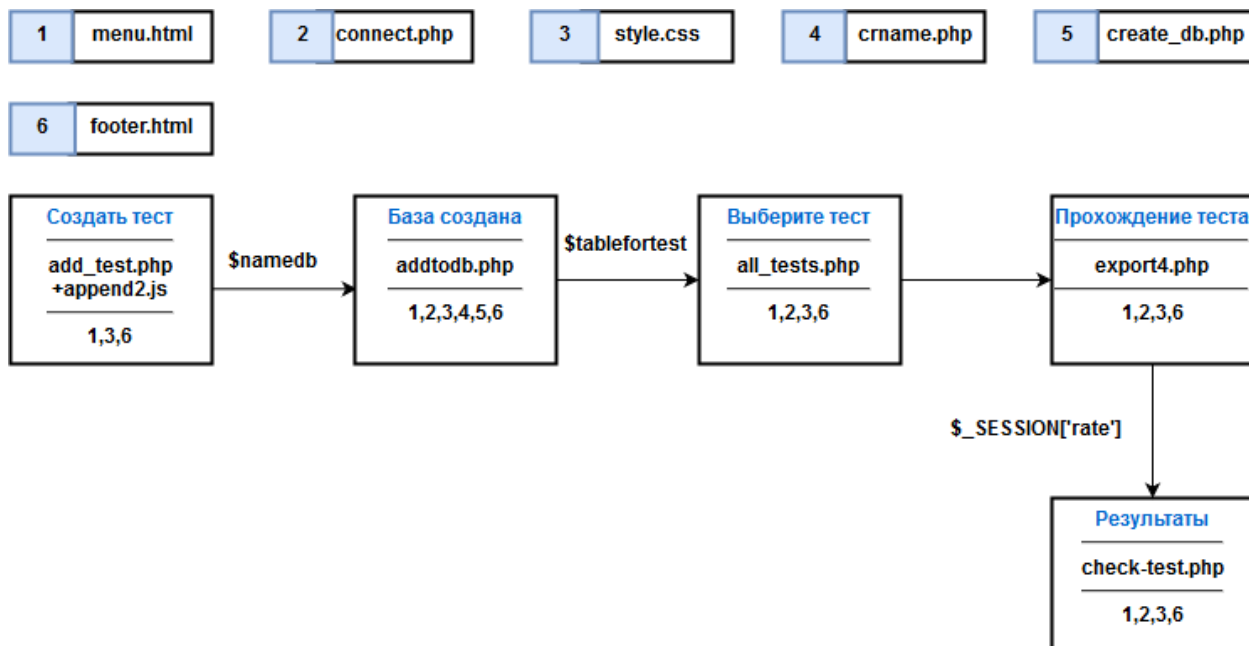 1 menu.html
2 connect.php
3 style.css
4 crname.php
5 create_db.php
6 footer.html
Создать тест
add_test.php
+append2.js
1,3,6
$namedb
База создана
addtodb.php
1,2,3,4,5,6
$tablefortest
Выберите тест
all_tests.php
1,2,3,6
Прохождение теста
export4.php
1,2,3,6
$_SESSION['rate']
Результаты
check-test.php
1,2,3,6